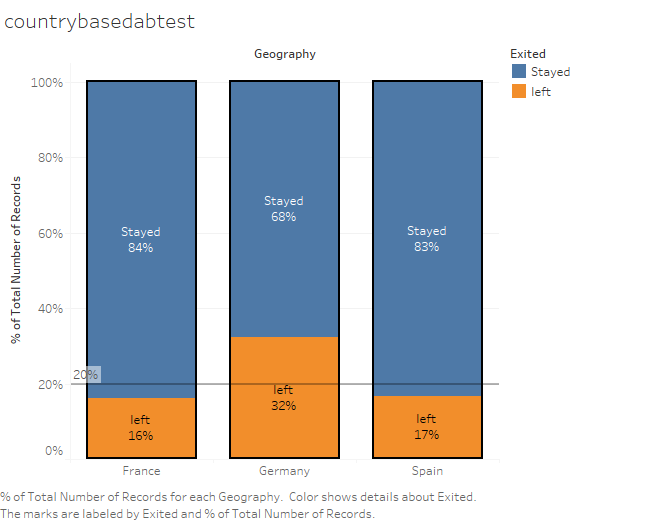 countrybasedabtest
Geography
Exited
Stayed
left
% of Total Number of Records
100%
80%
60%
40%
20%
0%
20%
Stayed
84%
left
16%
Stayed
68%
left
32%
Stayed
83%
left
17%
France
Germany
Spain
% of Total Number of Records for each Geography.  Color shows details about Exited.
The marks are labeled by Exited and % of Total Number of Records.